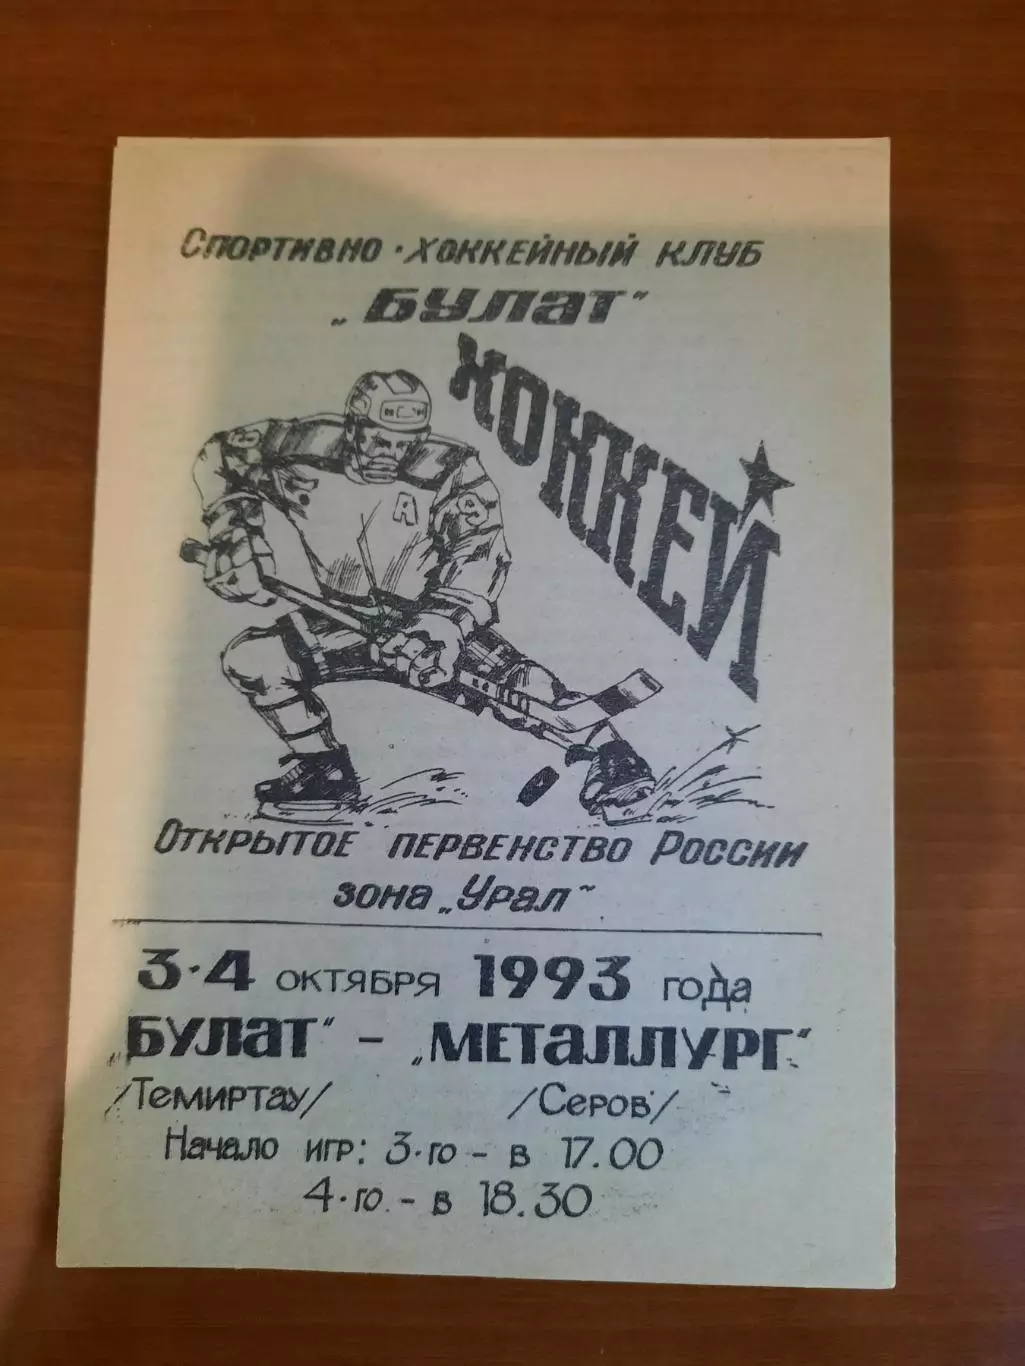 Спортивно-хоккейный клуб
„Булат"
ХОККЕЙ
А 9
Открытое первенство России
зона „Урал"
3-4 октября 1993 года
„Булат" - „Металлург"
/Темиртау/ /Серов/
Начало игр: 3-го - в 17.00
4-го - в 18.30